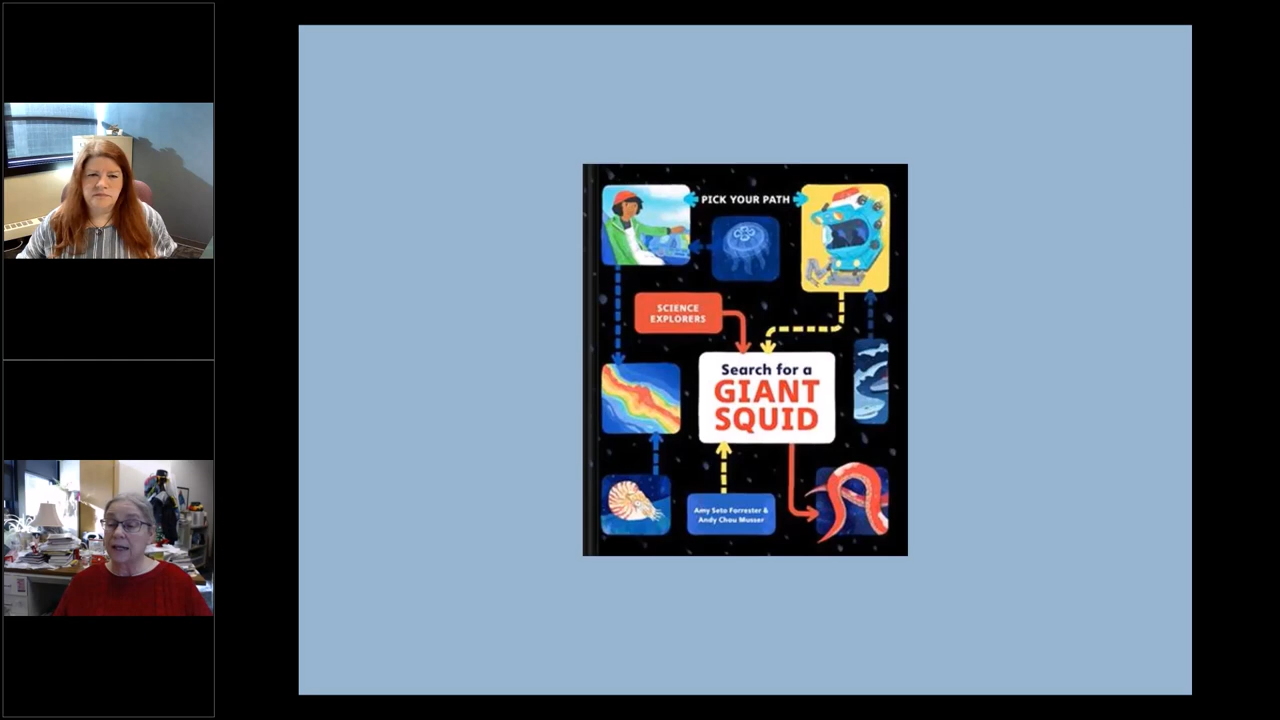 PICK YOUR PATH
SCIENCE
EXPLORERS
Search for a
GIANT
SQUID
Amy Seto Forrester &
Andy Chou Musser